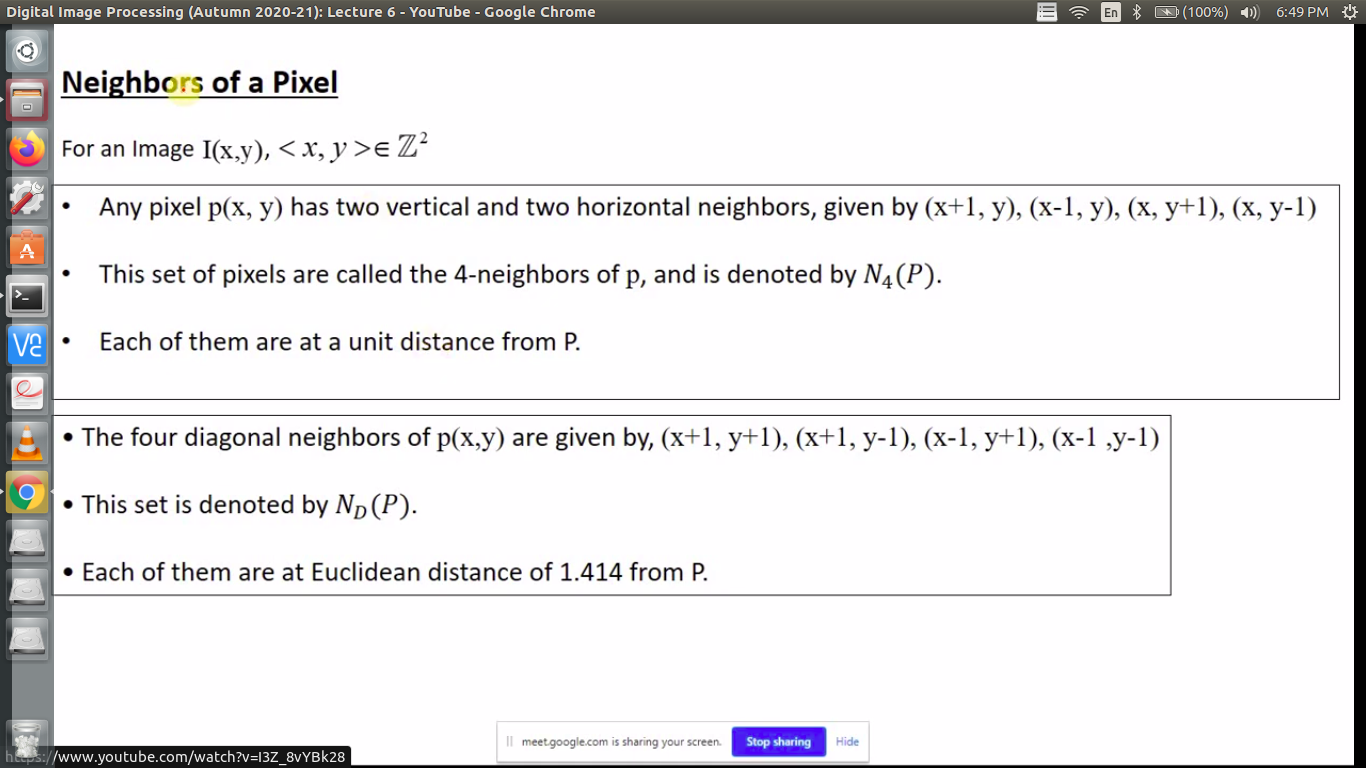 Digital Image Processing (Autumn 2020-21): Lecture 6 - YouTube - Google Chrome
En
(100%)
6:49 PM
Neighbors of a Pixel
For an Image I(x,y), < x, y >∈ ℤ²
• Any pixel p(x, y) has two vertical and two horizontal neighbors, given by (x+1, y), (x-1, y), (x, y+1), (x, y-1)
• This set of pixels are called the 4-neighbors of p, and is denoted by N₄(P).
• Each of them are at a unit distance from P.
• The four diagonal neighbors of p(x,y) are given by, (x+1, y+1), (x+1, y-1), (x-1, y+1), (x-1 ,y-1)
• This set is denoted by N_D(P).
• Each of them are at Euclidean distance of 1.414 from P.
meet.google.com is sharing your screen.
Stop sharing
Hide
https://www.youtube.com/watch?v=I3Z_8vYBk28